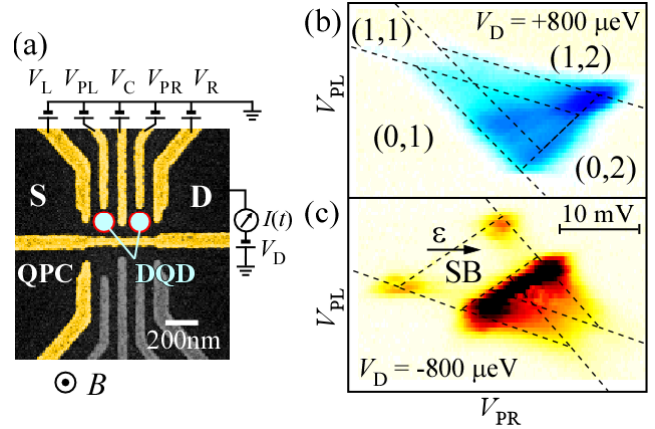 (a)
V_L V_PL V_C V_PR V_R
S D
I(t)
V_D
QPC DQD
200nm
B
(b)
V_D = +800 μeV
(1,1)
(1,2)
(0,1)
(0,2)
V_PL
(c)
10 mV
ε
SB
V_D = -800 μeV
V_PL
V_PR